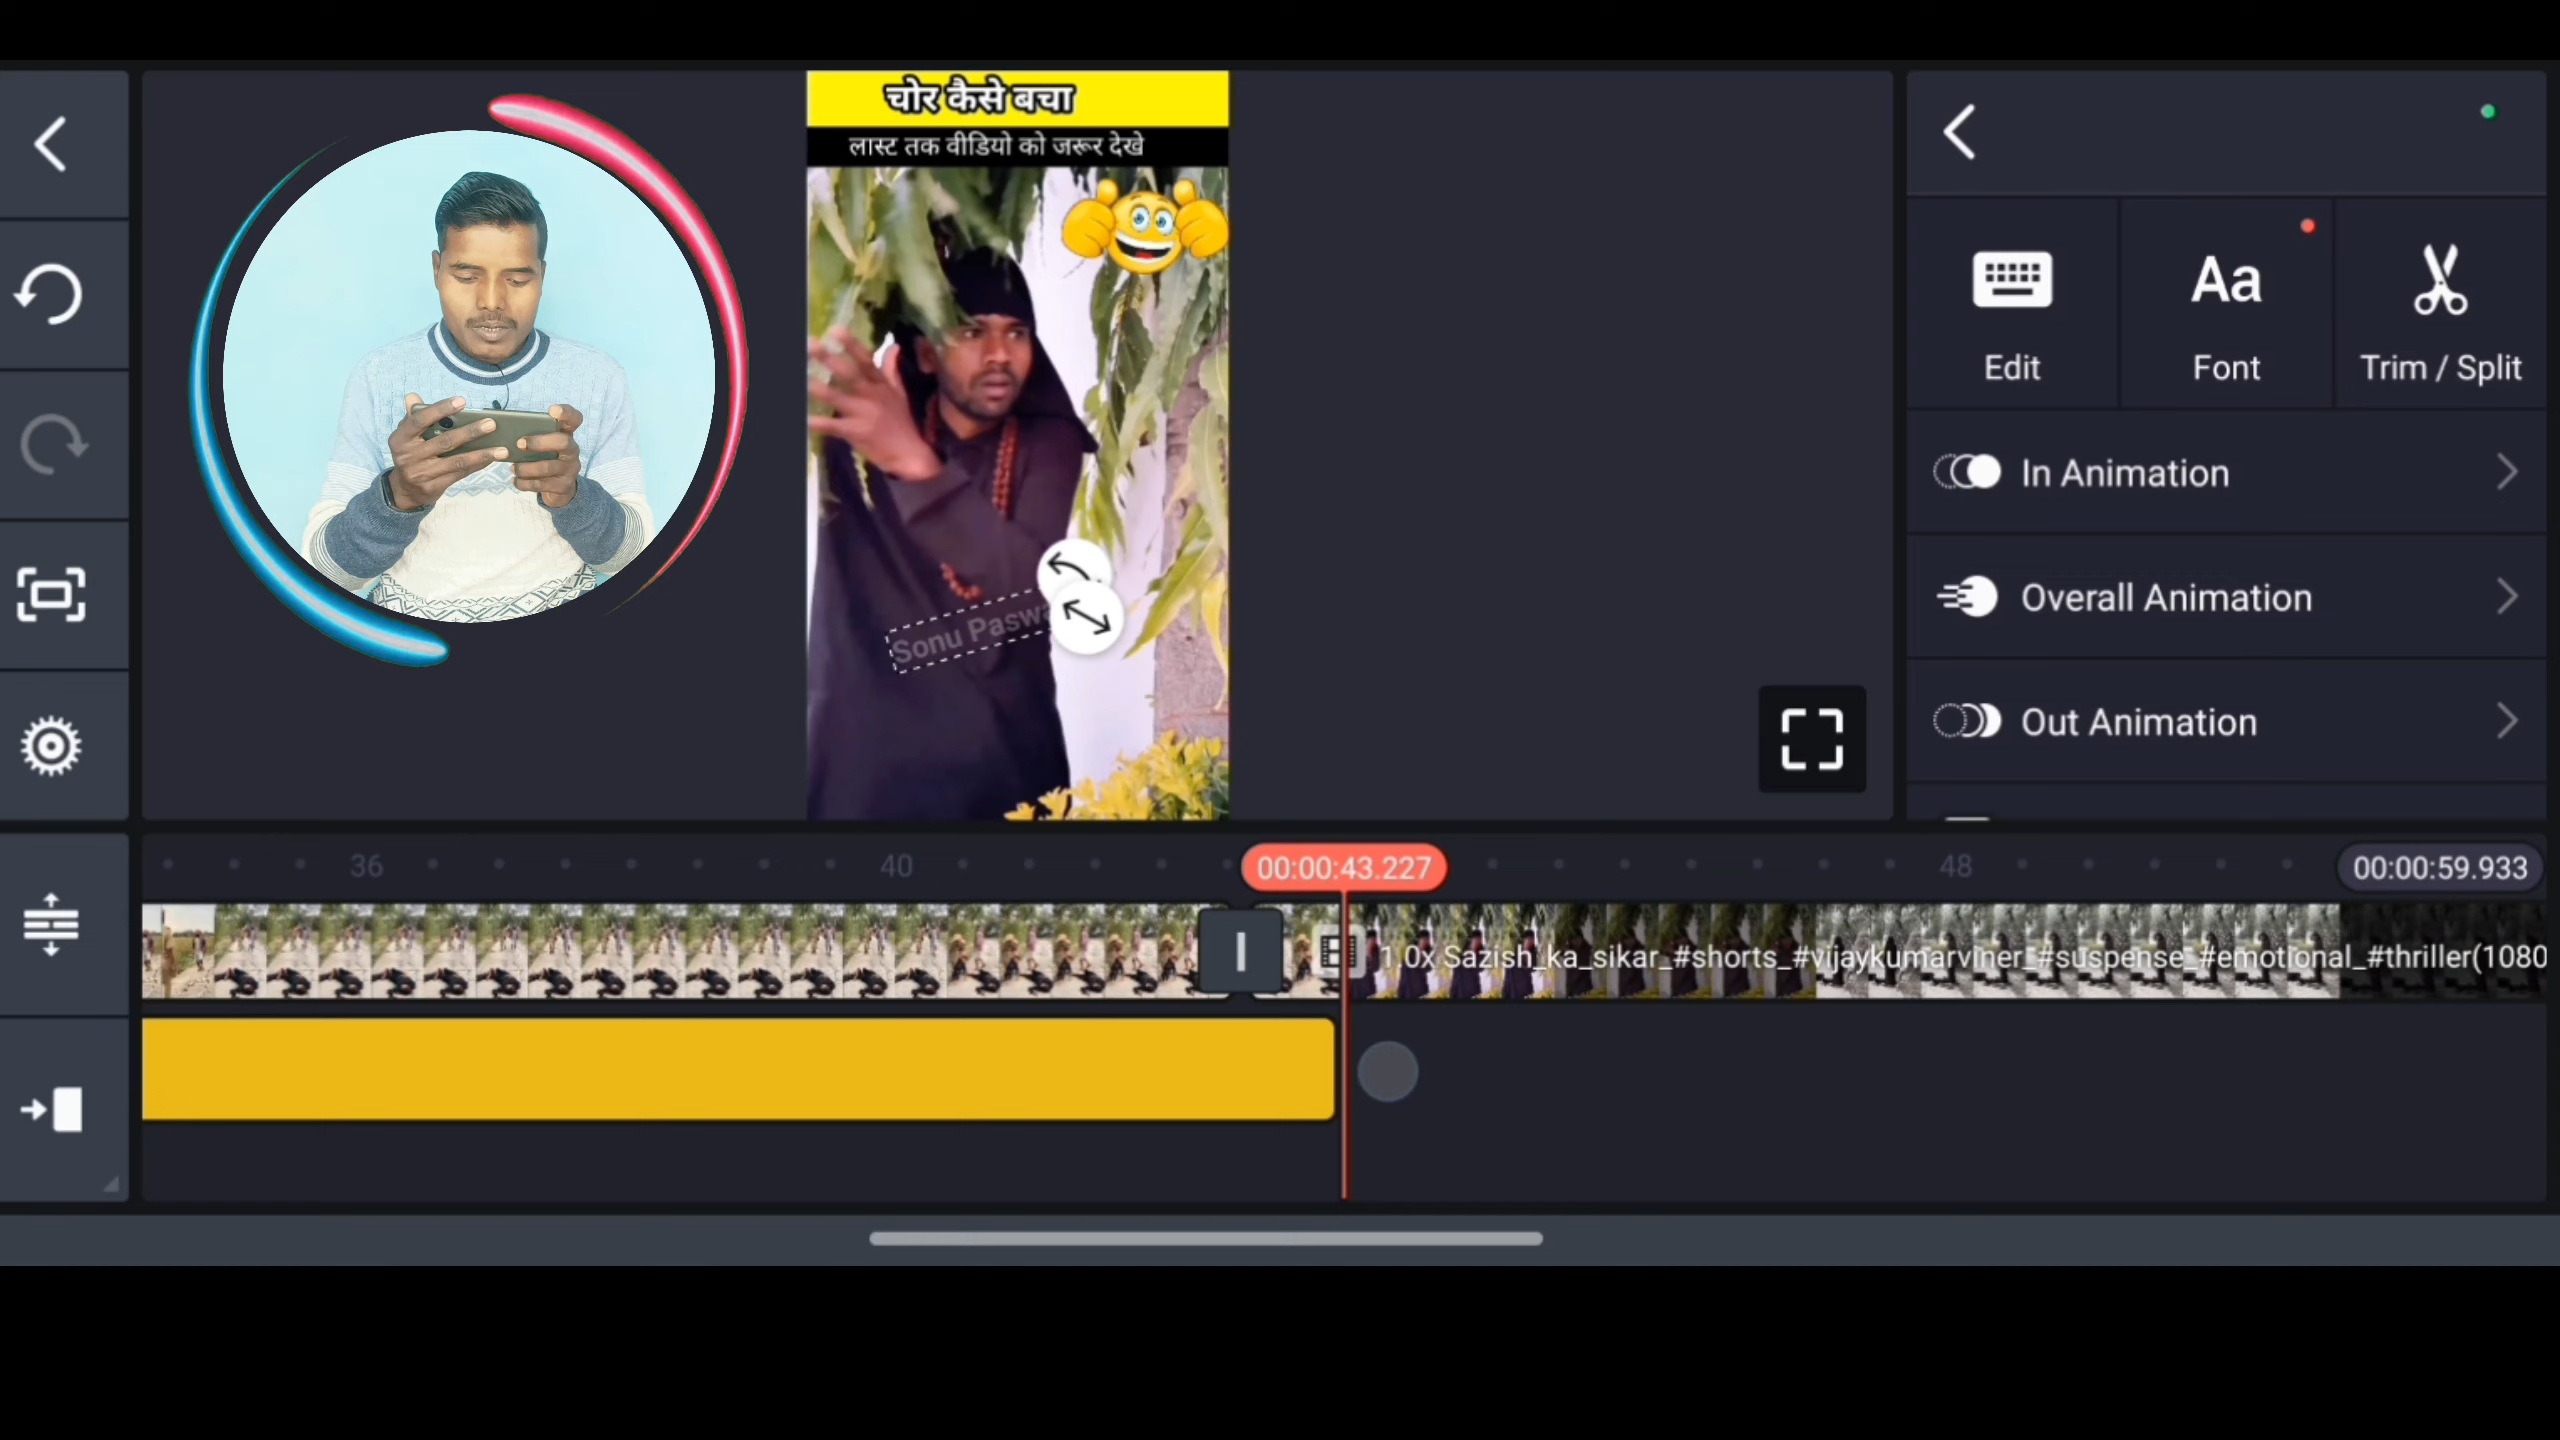 चोर कैसे बचा
लास्ट तक वीडियो को जरूर देखे
Sonu
Aa
Edit
Font
Trim / Split
In Animation
Overall Animation
Out Animation
36
40
00:00:43.227
48
00:00:59.933
1.0x Sazish_ka_sikar_#shorts_#vijaykumarviner_#suspense_#emotional_#thriller(1080